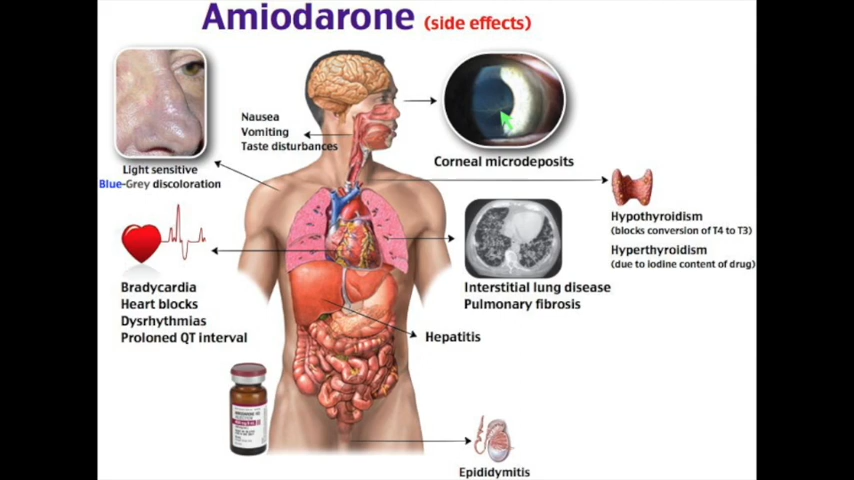 Amiodarone (side effects)
Nausea
Vomiting
Taste disturbances
Corneal microdeposits
Light sensitive
Blue-Grey discoloration
Hypothyroidism
(blocks conversion of T4 to T3)
Hyperthyroidism
(due to iodine content of drug)
Bradycardia
Heart blocks
Dysrhythmias
Proloned QT interval
Interstitial lung disease
Pulmonary fibrosis
Hepatitis
Epididymitis